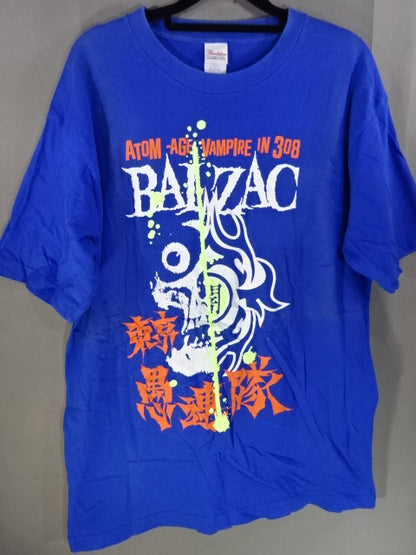 ATOM-AGE VAMPIRE IN 308
BALZAC
東京
愚連隊